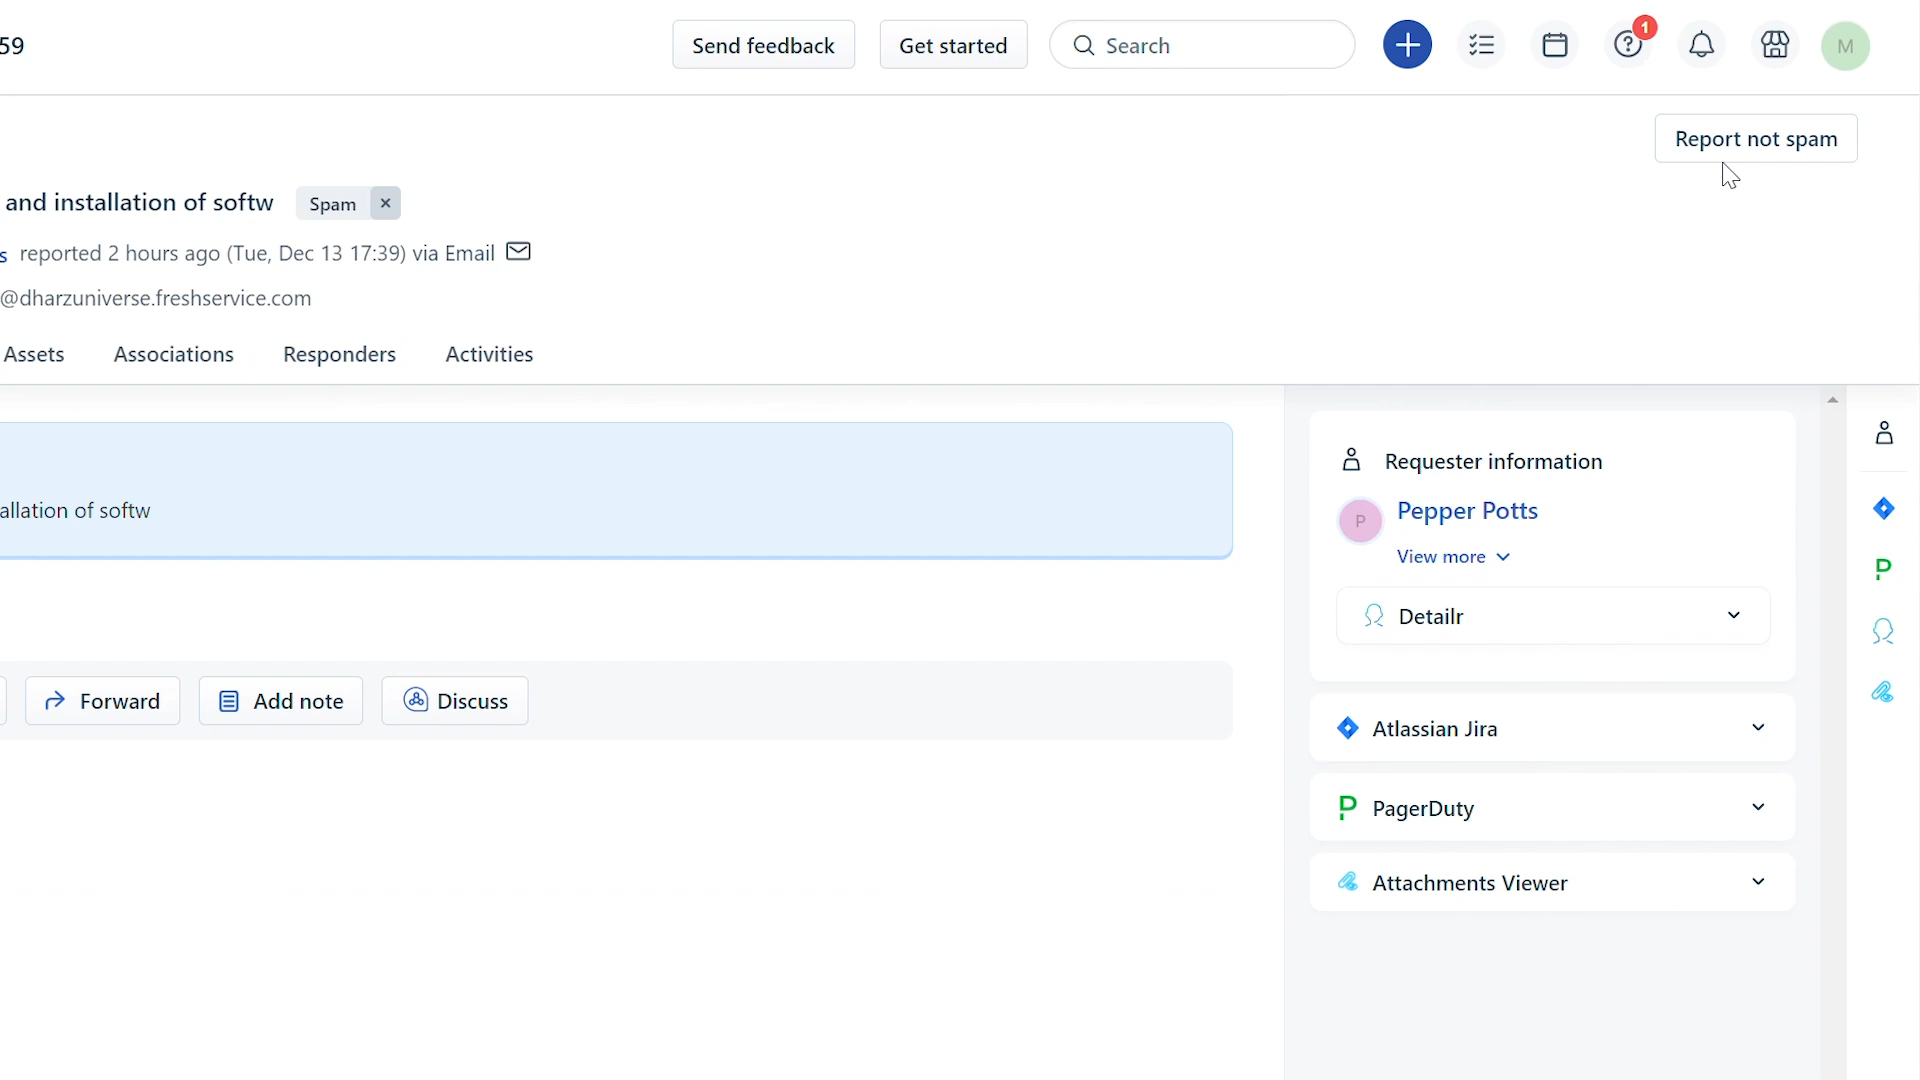 59
Send feedback
Get started
Search
1
M
Report not spam
and installation of softw
Spam ×
s reported 2 hours ago (Tue, Dec 13 17:39) via Email
@dharzuniverse.freshservice.com
Assets Associations Responders Activities
allation of softw
Requester information
P
Pepper Potts
View more
Detailr
Forward
Add note
Discuss
Atlassian Jira
PagerDuty
Attachments Viewer